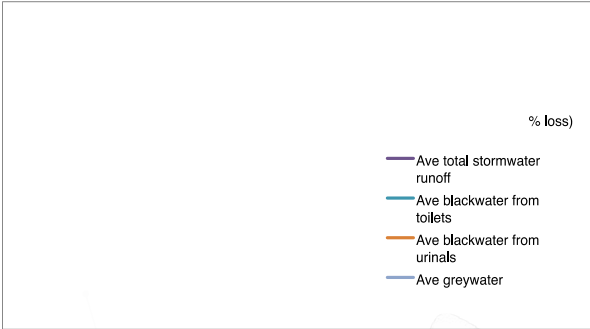 % loss)
Ave total stormwater
runoff
Ave blackwater from
toilets
Ave blackwater from
urinals
Ave greywater